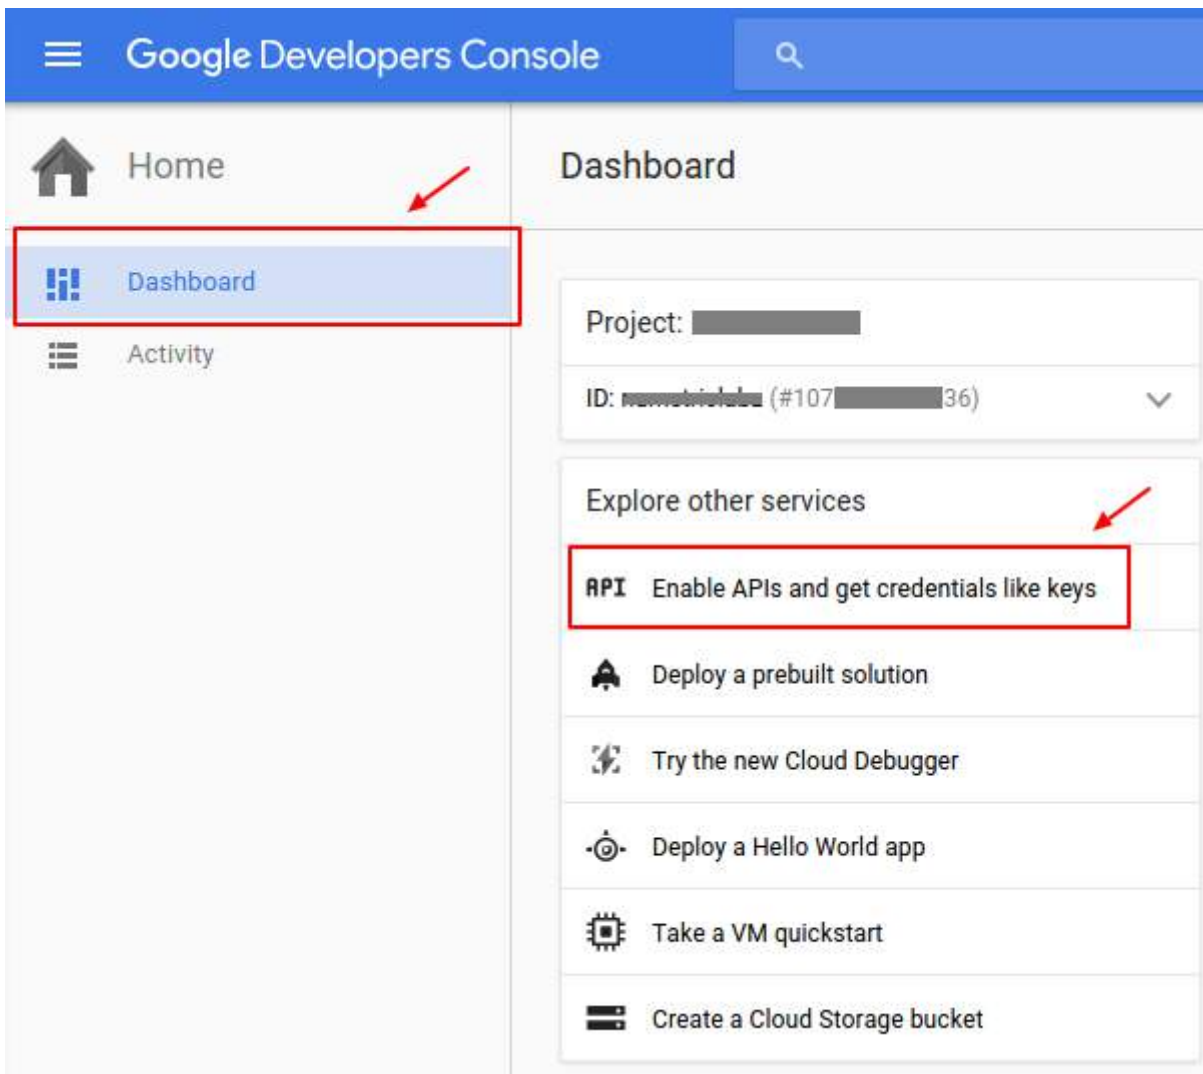 Google Developers Console
Home
Dashboard
Dashboard
Activity
Project:
ID: (#107 36)
Explore other services
API Enable APIs and get credentials like keys
Deploy a prebuilt solution
Try the new Cloud Debugger
Deploy a Hello World app
Take a VM quickstart
Create a Cloud Storage bucket